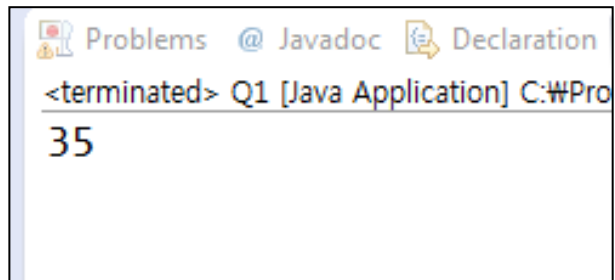 Problems @ Javadoc Declaration
<terminated> Q1 [Java Application] C:₩Pro
35